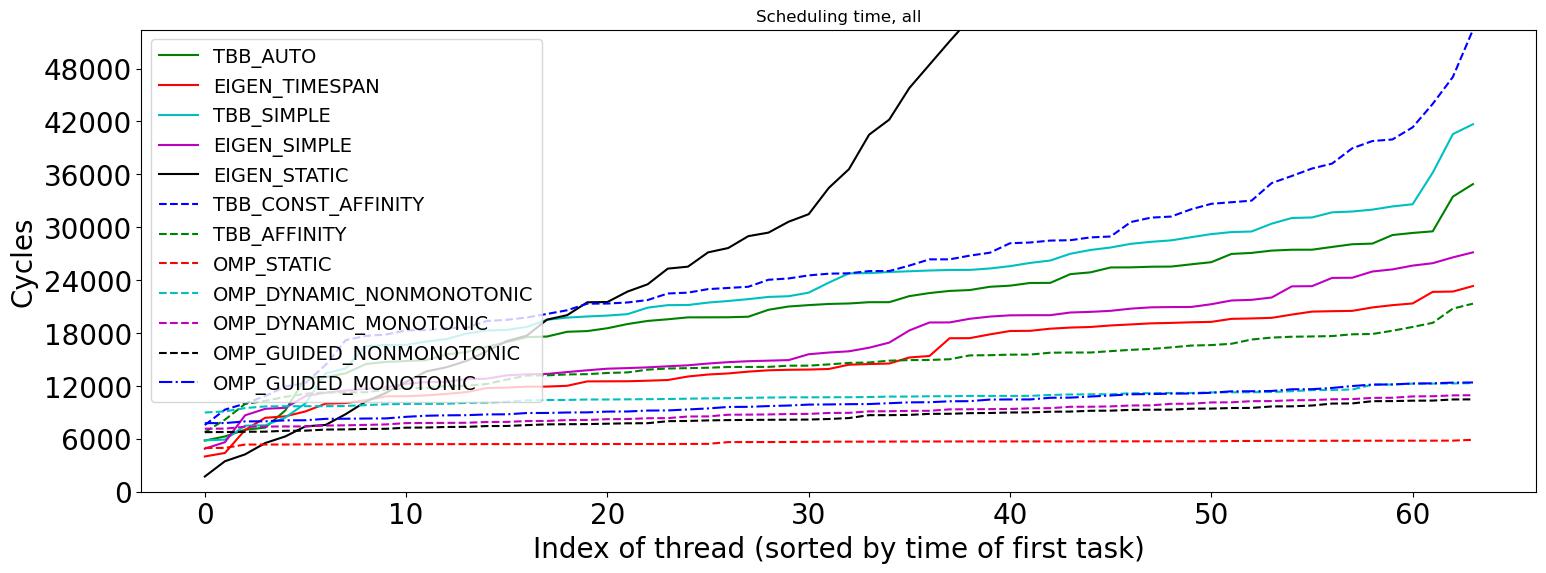 Scheduling time, all
Cycles
48000
42000
36000
30000
24000
18000
12000
6000
0
TBB_AUTO
EIGEN_TIMESPAN
TBB_SIMPLE
EIGEN_SIMPLE
EIGEN_STATIC
TBB_CONST_AFFINITY
TBB_AFFINITY
OMP_STATIC
OMP_DYNAMIC_NONMONOTONIC
OMP_DYNAMIC_MONOTONIC
OMP_GUIDED_NONMONOTONIC
OMP_GUIDED_MONOTONIC
0 10 20 30 40 50 60
Index of thread (sorted by time of first task)